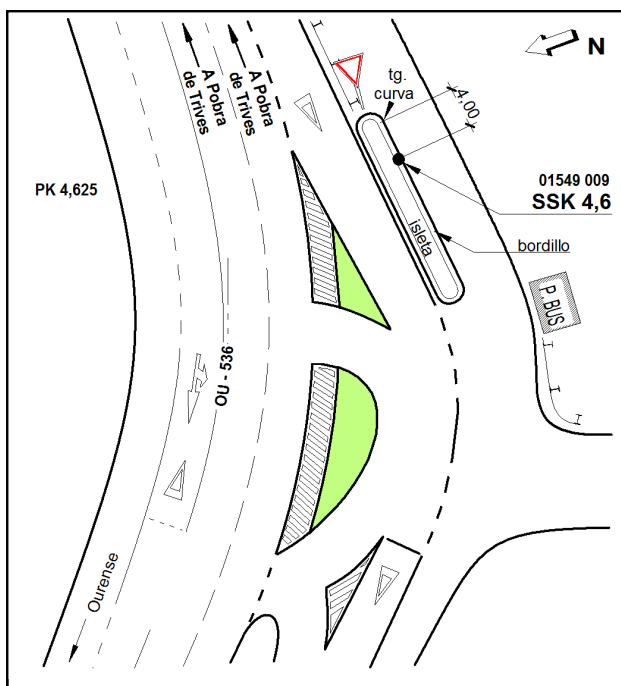 N
A Pobra
de Trives
A Pobra
de Trives
tg.
curva
4,00
PK 4,625
01549 009
SSK 4,6
bordillo
isleta
P. BUS
OU - 536
Ourense